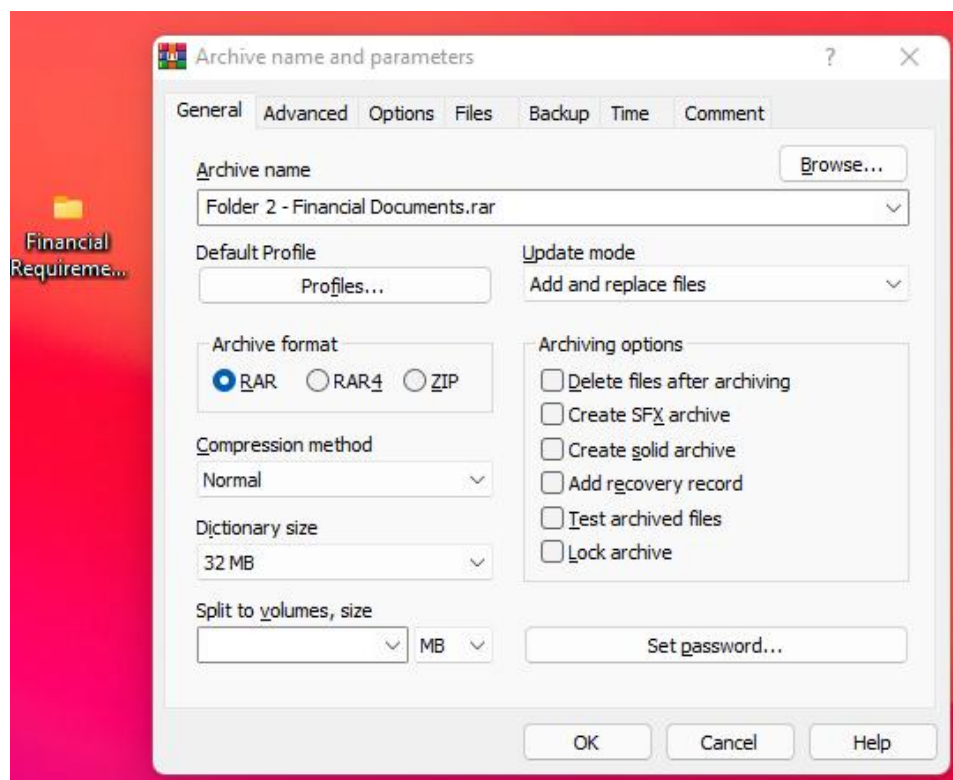 Archive name and parameters
?
General Advanced Options Files Backup Time Comment
Archive name
Browse...
Folder 2 - Financial Documents.rar
Financial
Requireme...
Default Profile
Update mode
Profiles...
Add and replace files
Archive format
RAR RAR4 ZIP
Archiving options
Delete files after archiving
Create SFX archive
Create solid archive
Add recovery record
Test archived files
Lock archive
Compression method
Normal
Dictionary size
32 MB
Split to volumes, size
MB
Set password...
OK Cancel Help